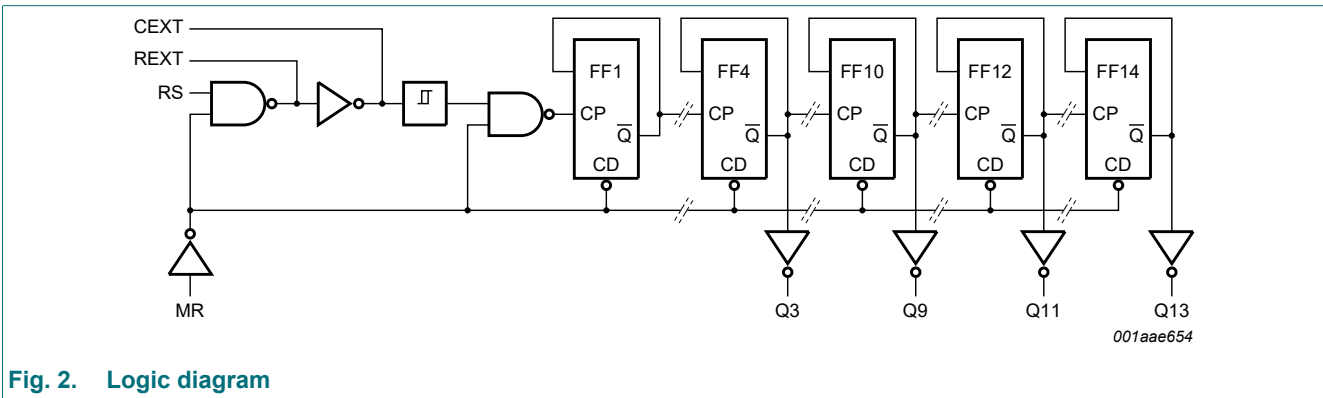 CEXT
REXT
RS
FF1 FF4 FF10 FF12 FF14
CP CP CP CP CP
Q Q Q Q Q
CD CD CD CD CD
MR Q3 Q9 Q11 Q13
001aae654
Fig. 2. Logic diagram